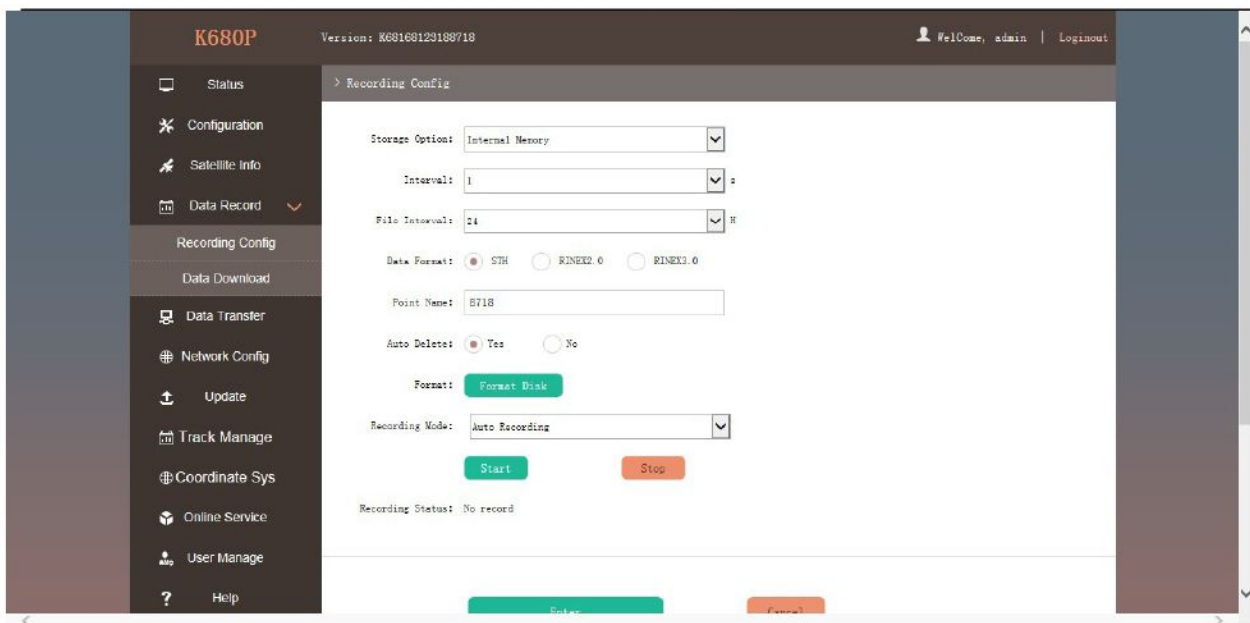 K680P
Version: K68168129188718
WelCome, admin | Loginout
Status
> Recording Config
Configuration
Satellite Info
Data Record
Recording Config
Data Download
Data Transfer
Network Config
Update
Track Manage
Coordinate Sys
Online Service
User Manage
Help
Storage Option: Internal Memory
Interval: 1 s
File Interval: 24 H
Data Format: STH RINEX2.0 RINEX3.0
Point Name: 8718
Auto Delete: Yes No
Format: Format Disk
Recording Mode: Auto Recording
Start Stop
Recording Status: No record
Enter Cancel